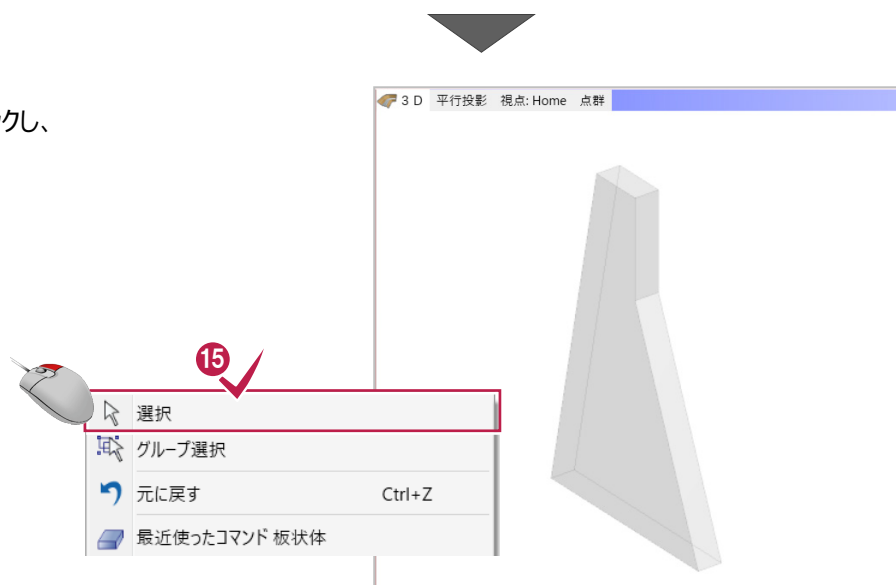 3 D 平行投影 視点: Home 点群
クし、
15
選択
グループ選択
元に戻す Ctrl+Z
最近使ったコマンド 板状体